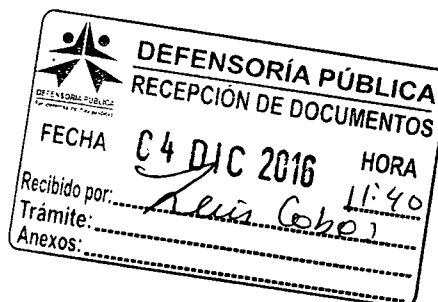 DEFENSORÍA PÚBLICA
RECEPCIÓN DE DOCUMENTOS
DEFENSORÍA PÚBLICA
FECHA 04 DIC 2016 HORA
11:40
Recibido por:
Trámite:
Anexos: